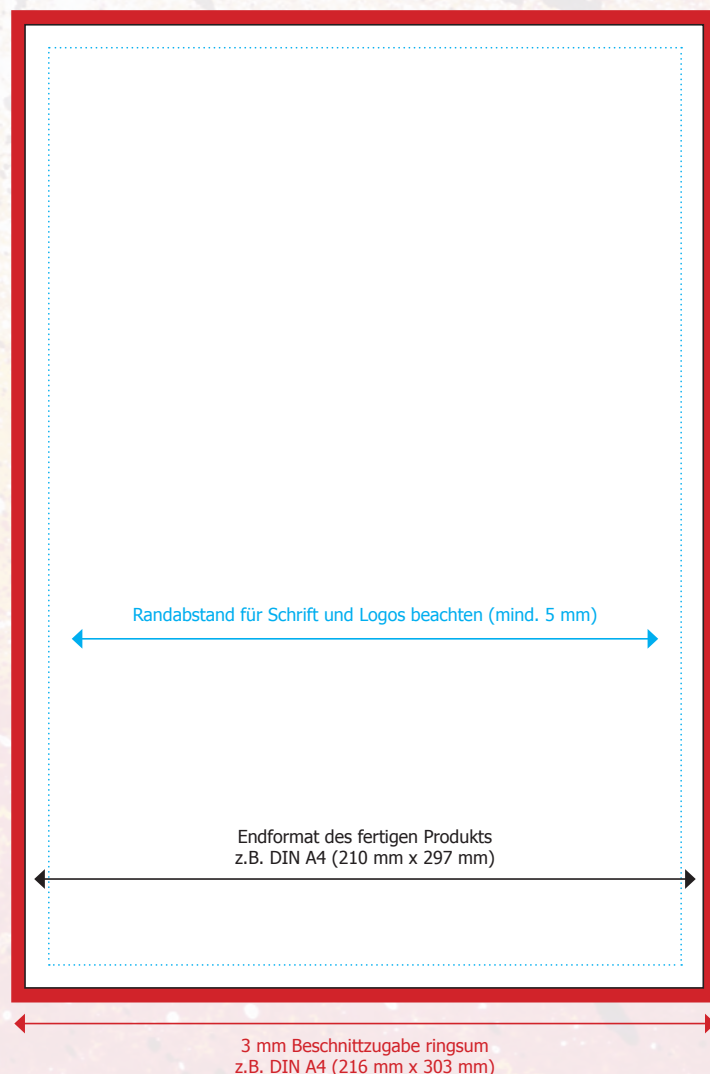 Randabstand für Schrift und Logos beachten (mind. 5 mm)
Endformat des fertigen Produkts
z.B. DIN A4 (210 mm x 297 mm)
3 mm Beschnittzugabe ringsum
z.B. DIN A4 (216 mm x 303 mm)